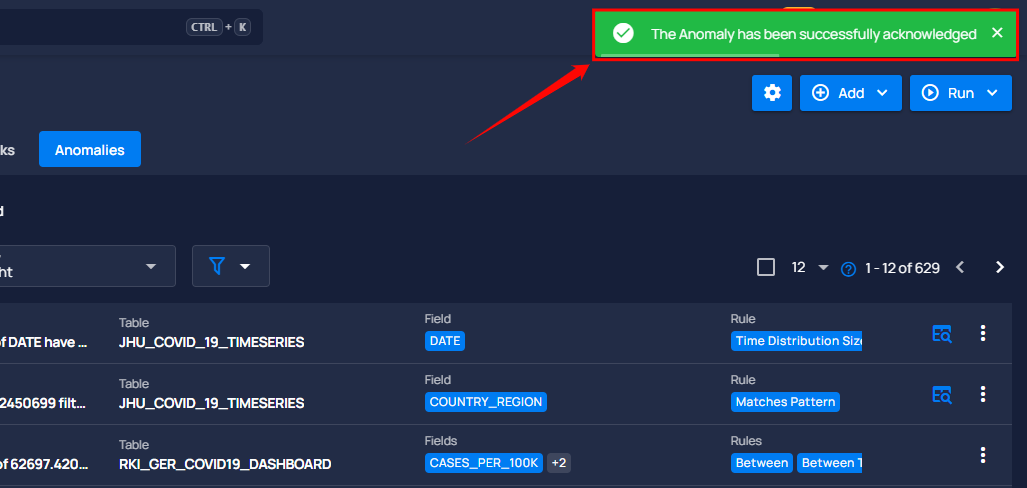 CTRL + K
The Anomaly has been successfully acknowledged
Add
Run
ks
Anomalies
d
ht
12
1 - 12 of 629
of DATE have ...
Table
JHU_COVID_19_TIMESERIES
Field
DATE
Rule
Time Distribution Size
2450699 filt...
Table
JHU_COVID_19_TIMESERIES
Field
COUNTRY_REGION
Rule
Matches Pattern
of 62697.420...
Table
RKI_GER_COVID19_DASHBOARD
Fields
CASES_PER_100K +2
Rules
Between Between T